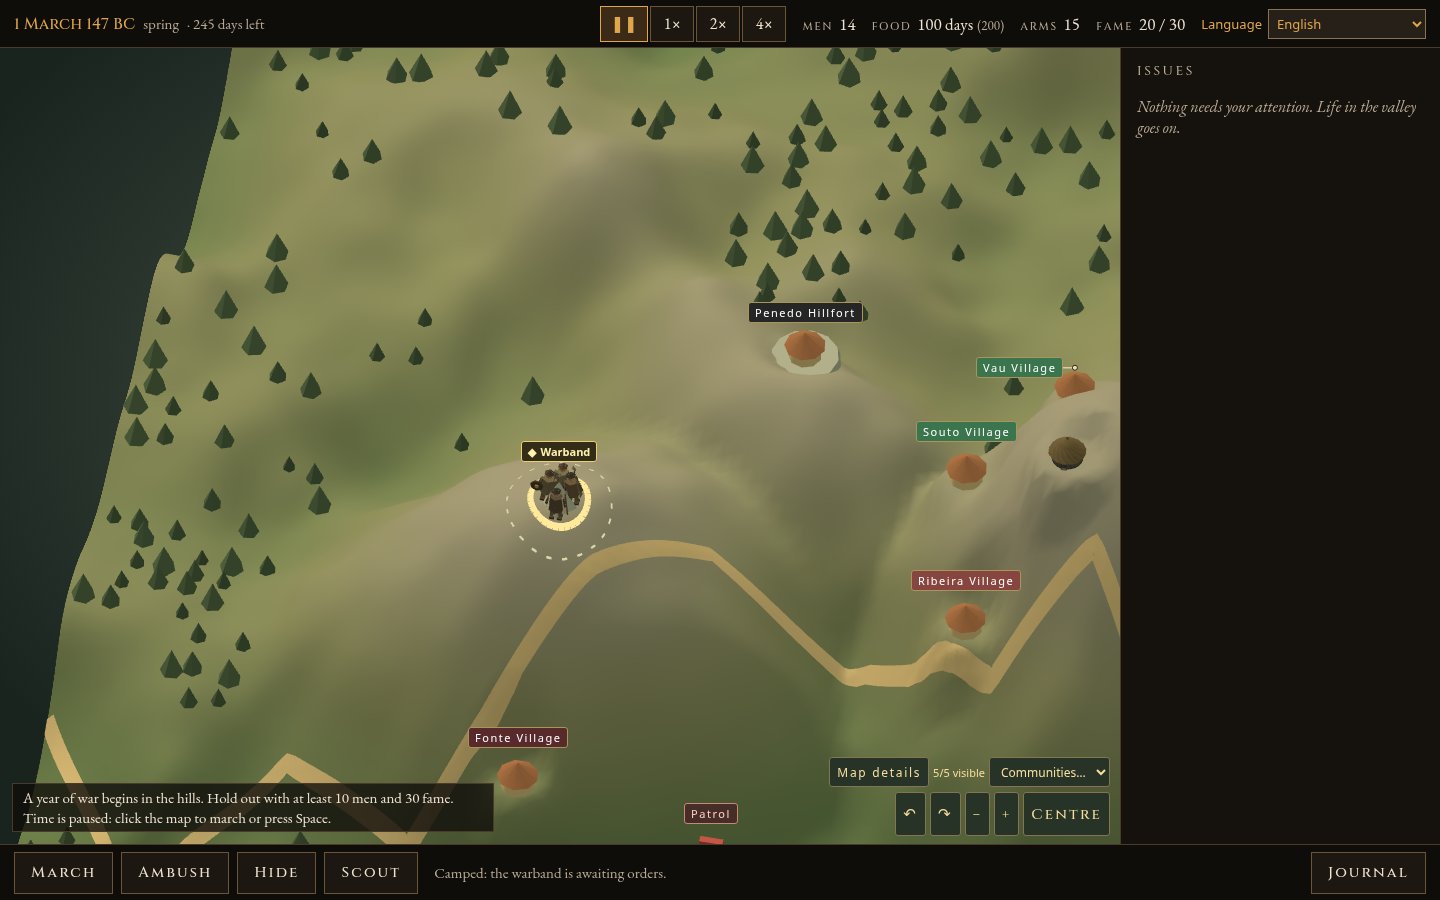 1 March 147 BC spring · 245 days left
1× 2× 4×
MEN 14 FOOD 100 days (200) ARMS 15 FAME 20 / 30 Language English
ISSUES
Nothing needs your attention. Life in the valley
goes on.
Penedo Hillfort
Vau Village
Souto Village
◆ Warband
Ribeira Village
Fonte Village
Patrol
Map details 5/5 visible Communities...
↶ ↷ − + Centre
A year of war begins in the hills. Hold out with at least 10 men and 30 fame.
Time is paused: click the map to march or press Space.
March Ambush Hide Scout Camped: the warband is awaiting orders. Journal